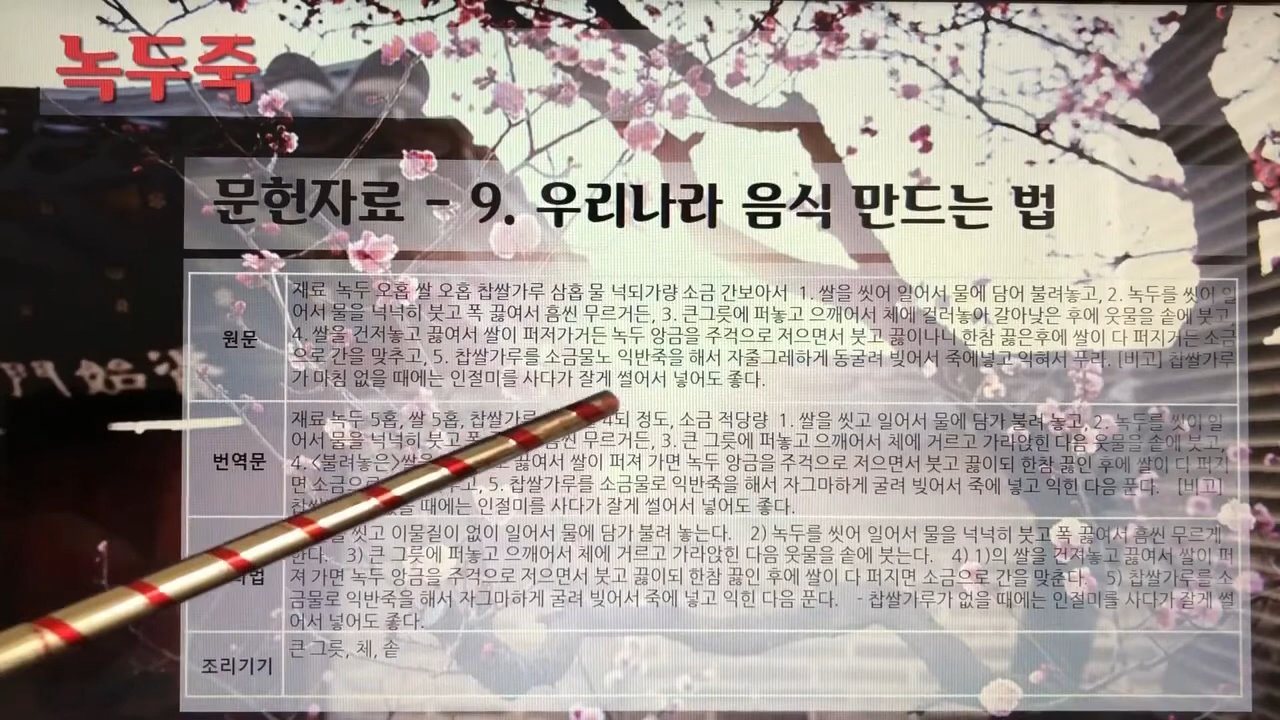 녹두죽
문헌자료 - 9. 우리나라 음식 만드는 법
원문
재료 녹두 오홉 쌀 오홉 찹쌀가루 삼홉 물 넉되가량 소금 간보아서 1. 쌀을 씻어 일어서 물에 담어 불려놓고, 2. 녹두를 씻어 일
어서 물을 넉넉히 붓고 폭 끓여서 흠씬 무르거든, 3. 큰그릇에 퍼놓고 으깨어서 체에 걸러놓아 갈아낮은 후에 웃물을 솥에 붓고
4. 쌀을 건저놓고 끓여서 쌀이 퍼저가거든 녹두 앙금을 주걱으로 저으면서 붓고 끓이나니 한참 끓은후에 쌀이 다 퍼지거는 소금
으로 간을 맞추고, 5. 찹쌀가루를 소금물노 익반죽을 해서 자줄그레하게 동굴려 빚어서 죽에넣고 익혀서 푸라. [비고] 찹쌀가루
가 마침 없을 때에는 인절미를 사다가 잘게 썰어서 넣어도 좋다.
번역문
재료 녹두 5홉, 쌀 5홉, 찹쌀가루 4되 정도, 소금 적당량 1. 쌀을 씻고 일어서 물에 담가 불려 놓고, 2. 녹두를 씻어 일
어서 물을 넉넉히 붓고 무르거든, 3. 큰 그릇에 퍼놓고 으깨어서 체에 거르고 가라앉힌 다음 웃물을 솥에 붓고,
4. <불려놓은> 끓여서 쌀이 퍼져 가면 녹두 앙금을 주걱으로 저으면서 붓고 끓이되 한참 끓인 후에 쌀이 다 퍼지
면 소금으로 5. 찹쌀가루를 소금물로 익반죽을 해서 자그마하게 굴려 빚어서 죽에 넣고 익힌 다음 푼다. [비고]
때에는 인절미를 사다가 잘게 썰어서 넣어도 좋다.
씻고 이물질이 없이 일어서 물에 담가 불려 놓는다. 2) 녹두를 씻어 일어서 물을 넉넉히 붓고 폭 끓여서 흠씬 무르게
한다. 3) 큰 그릇에 퍼놓고 으깨어서 체에 거르고 가라앉힌 다음 웃물을 솥에 붓는다. 4) 1)의 쌀을 건져놓고 끓여서 쌀이 퍼
져 가면 녹두 앙금을 주걱으로 저으면서 붓고 끓이되 한참 끓인 후에 쌀이 다 퍼지면 소금으로 간을 맞춘다. 5) 찹쌀가루를 소
금물로 익반죽을 해서 자그마하게 굴려 빚어서 죽에 넣고 익힌 다음 푼다. - 찹쌀가루가 없을 때에는 인절미를 사다가 잘게 썰
어서 넣어도 좋다.
조리기기
큰 그릇, 체, 솥